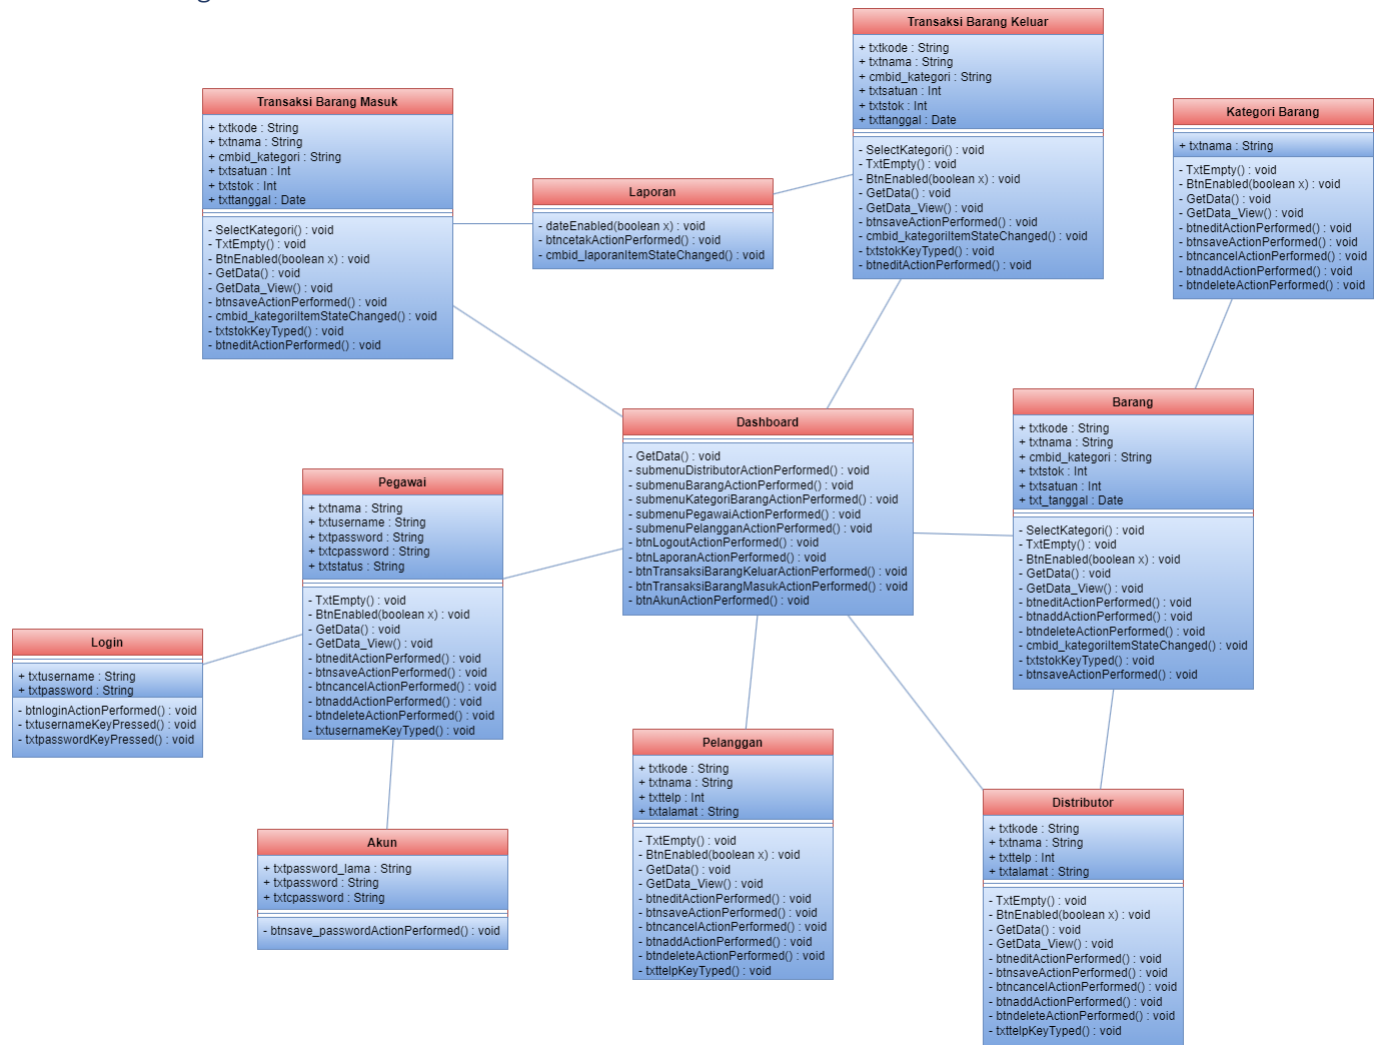 Transaksi Barang Keluar
+ txtkode : String
+ txtnama : String
+ cmbid_kategori : String
+ txtsatuan : Int
+ txtstok : Int
+ txttanggal : Date
- SelectKategori() : void
- TxtEmpty() : void
- BtnEnabled(boolean x) : void
- GetData() : void
- GetData_View() : void
- btnsaveActionPerformed() : void
- cmbid_kategoriItemStateChanged() : void
- txtstokKeyTyped() : void
- btneditActionPerformed() : void
Transaksi Barang Masuk
+ txtkode : String
+ txtnama : String
+ cmbid_kategori : String
+ txtsatuan : Int
+ txtstok : Int
+ txttanggal : Date
- SelectKategori() : void
- TxtEmpty() : void
- BtnEnabled(boolean x) : void
- GetData() : void
- GetData_View() : void
- btnsaveActionPerformed() : void
- cmbid_kategoriItemStateChanged() : void
- txtstokKeyTyped() : void
- btneditActionPerformed() : void
Kategori Barang
+ txtnama : String
- TxtEmpty() : void
- BtnEnabled(boolean x) : void
- GetData() : void
- GetData_View() : void
- btneditActionPerformed() : void
- btnsaveActionPerformed() : void
- btncancelActionPerformed() : void
- btnaddActionPerformed() : void
- btndeleteActionPerformed() : void
Laporan
- dateEnabled(boolean x) : void
- btncetakActionPerformed() : void
- cmbid_laporanItemStateChanged() : void
Barang
+ txtkode : String
+ txtnama : String
+ cmbid_kategori : String
+ txtstok : Int
+ txtsatuan : Int
+ txt_tanggal : Date
- SelectKategori() : void
- TxtEmpty() : void
- BtnEnabled(boolean x) : void
- GetData() : void
- GetData_View() : void
- btneditActionPerformed() : void
- btnaddActionPerformed() : void
- btndeleteActionPerformed() : void
- cmbid_kategoriItemStateChanged() : void
- txtstokKeyTyped() : void
- btnsaveActionPerformed() : void
Dashboard
- GetData() : void
- submenuDistributorActionPerformed() : void
- submenuBarangActionPerformed() : void
- submenuKategoriBarangActionPerformed() : void
- submenuPegawaiActionPerformed() : void
- submenuPelangganActionPerformed() : void
- btnLogoutActionPerformed() : void
- btnLaporanActionPerformed() : void
- btnTransaksiBarangKeluarActionPerformed() : void
- btnTransaksiBarangMasukActionPerformed() : void
- btnAkunActionPerformed() : void
Pegawai
+ txtnama : String
+ txtusername : String
+ txtpassword : String
+ txtcpassword : String
+ txtstatus : String
- TxtEmpty() : void
- BtnEnabled(boolean x) : void
- GetData() : void
- GetData_View() : void
- btneditActionPerformed() : void
- btnsaveActionPerformed() : void
- btncancelActionPerformed() : void
- btnaddActionPerformed() : void
- btndeleteActionPerformed() : void
- txtusernameKeyTyped() : void
Login
+ txtusername : String
+ txtpassword : String
- btnloginActionPerformed() : void
- txtusernameKeyPressed() : void
- txtpasswordKeyPressed() : void
Akun
+ txtpassword_lama : String
+ txtpassword : String
+ txtcpassword : String
- btnsave_passwordActionPerformed() : void
Pelanggan
+ txtkode : String
+ txtnama : String
+ txttelp : Int
+ txtalamat : String
- TxtEmpty() : void
- BtnEnabled(boolean x) : void
- GetData() : void
- GetData_View() : void
- btneditActionPerformed() : void
- btnsaveActionPerformed() : void
- btncancelActionPerformed() : void
- btnaddActionPerformed() : void
- btndeleteActionPerformed() : void
- txttelpKeyTyped() : void
Distributor
+ txtkode : String
+ txtnama : String
+ txttelp : Int
+ txtalamat : String
- TxtEmpty() : void
- BtnEnabled(boolean x) : void
- GetData() : void
- GetData_View() : void
- btneditActionPerformed() : void
- btnsaveActionPerformed() : void
- btncancelActionPerformed() : void
- btnaddActionPerformed() : void
- btndeleteActionPerformed() : void
- txttelpKeyTyped() : void